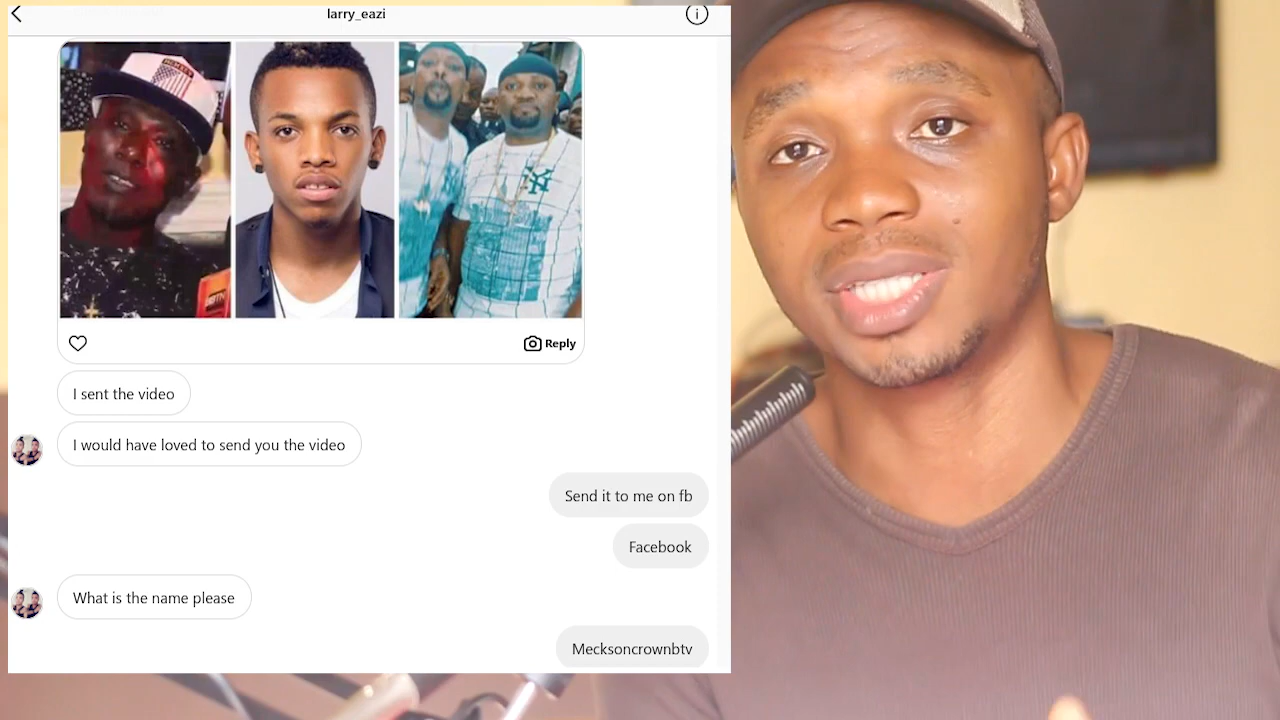 larry_eazi
Reply
I sent the video
I would have loved to send you the video
Send it to me on fb
Facebook
What is the name please
Mecksoncrownbtv